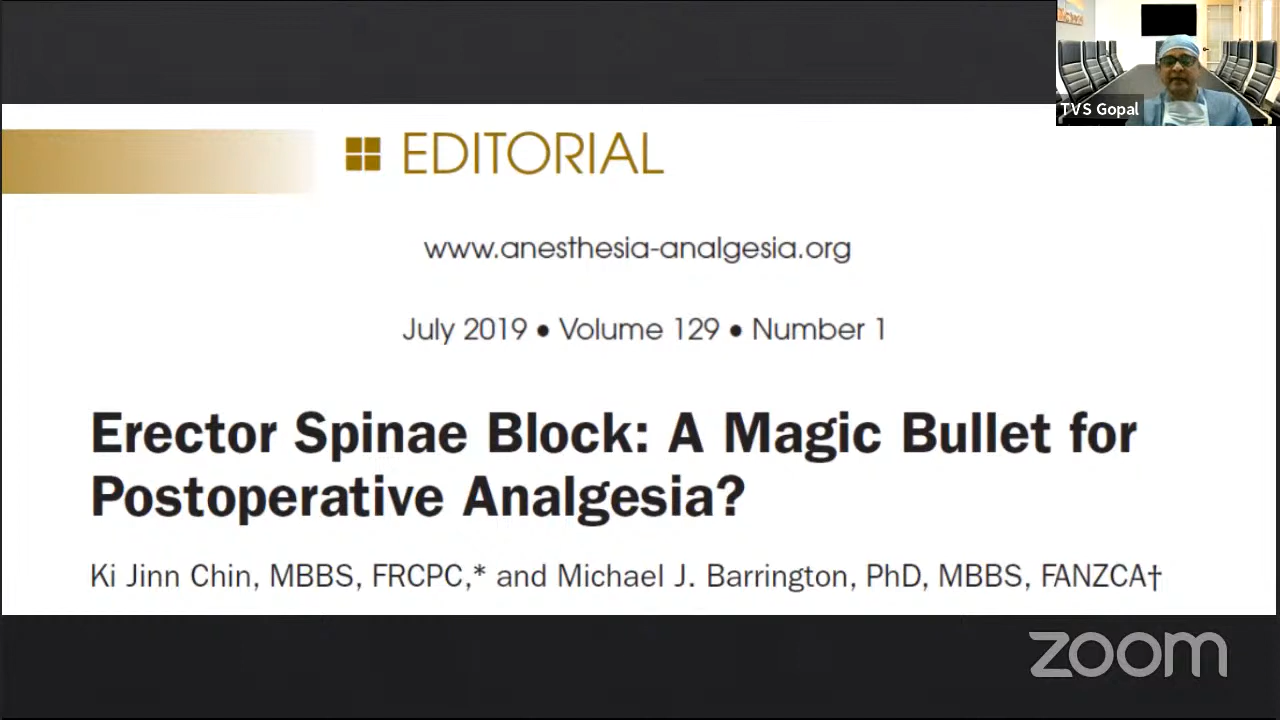 TVS Gopal
EDITORIAL
www.anesthesia-analgesia.org
July 2019 • Volume 129 • Number 1
Erector Spinae Block: A Magic Bullet for
Postoperative Analgesia?
Ki Jinn Chin, MBBS, FRCPC,* and Michael J. Barrington, PhD, MBBS, FANZCA†
zoom